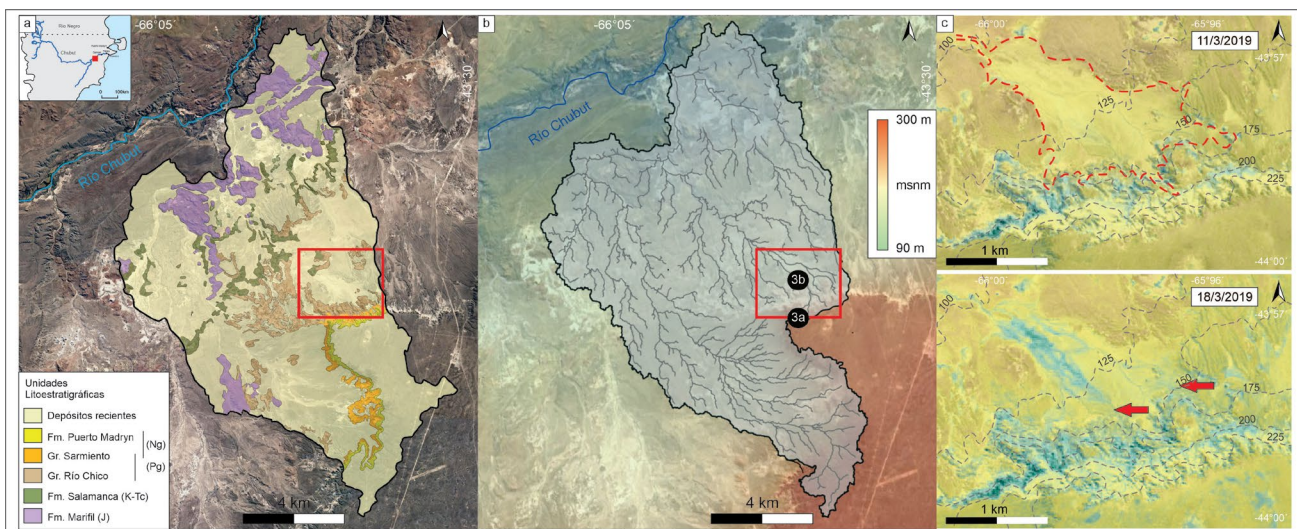 a
Río Negro
Chubut
0 100km
-66°05'
-43°30'
Río Chubut
Unidades
Litoestratigráficas
Depósitos recientes
Fm. Puerto Madryn
(Ng)
Gr. Sarmiento
(Pg)
Gr. Río Chico
Fm. Salamanca (K-Tc)
Fm. Marifil (J)
4 km
b
-66°05'
-43°30'
Río Chubut
300 m
msnm
90 m
3b
3a
4 km
c
-66°00'
-65°96'
11/3/2019
-43°57'
100
125
150
175
200
225
1 km
-44°00'
-66°00'
-65°96'
18/3/2019
-43°57'
100
125
150
175
200
225
1 km
-44°00'